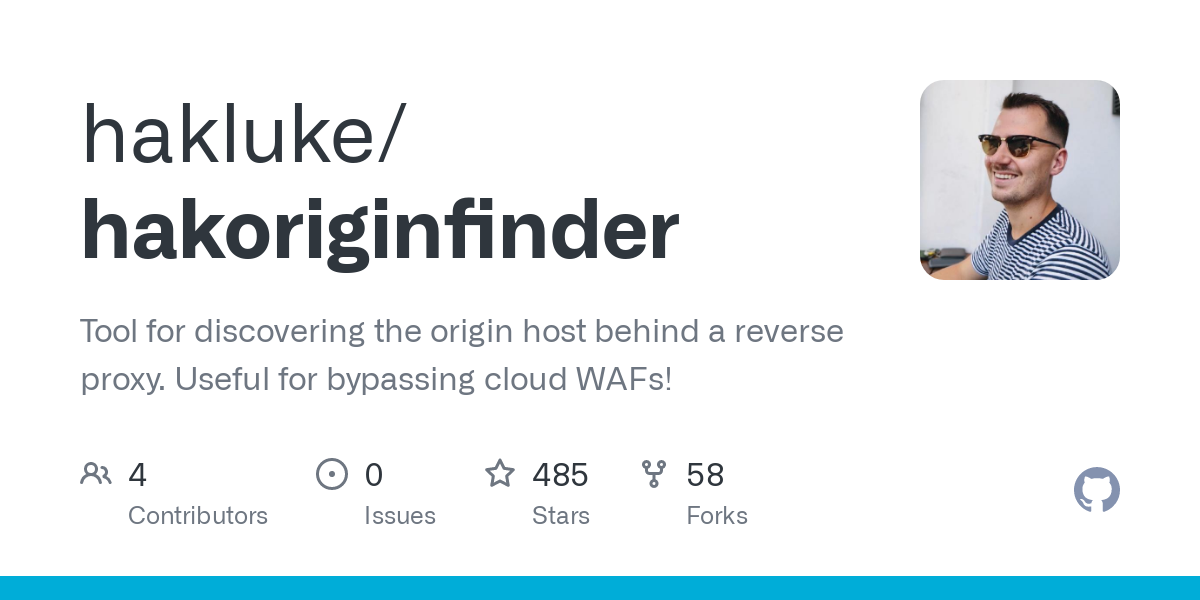 hakluke/
hakoriginfinder
Tool for discovering the origin host behind a reverse
proxy. Useful for bypassing cloud WAFs!
4 0 485 58
Contributors Issues Stars Forks